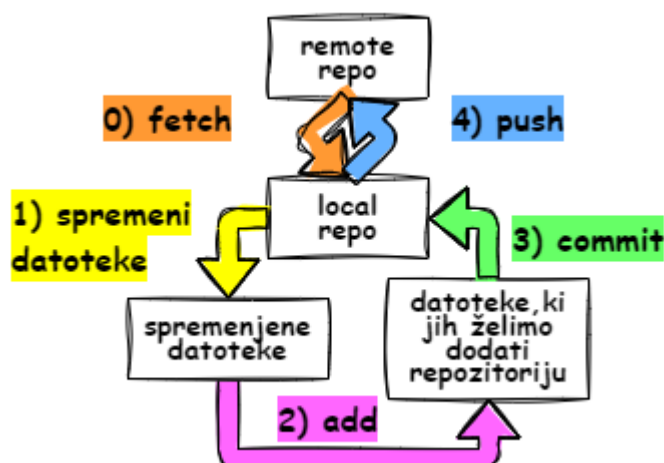 remote
repo
0) fetch
4) push
local
repo
1) spremeni
datoteke
3) commit
spremenjene
datoteke
datoteke,ki
jih želimo
dodati
repozitoriju
2) add